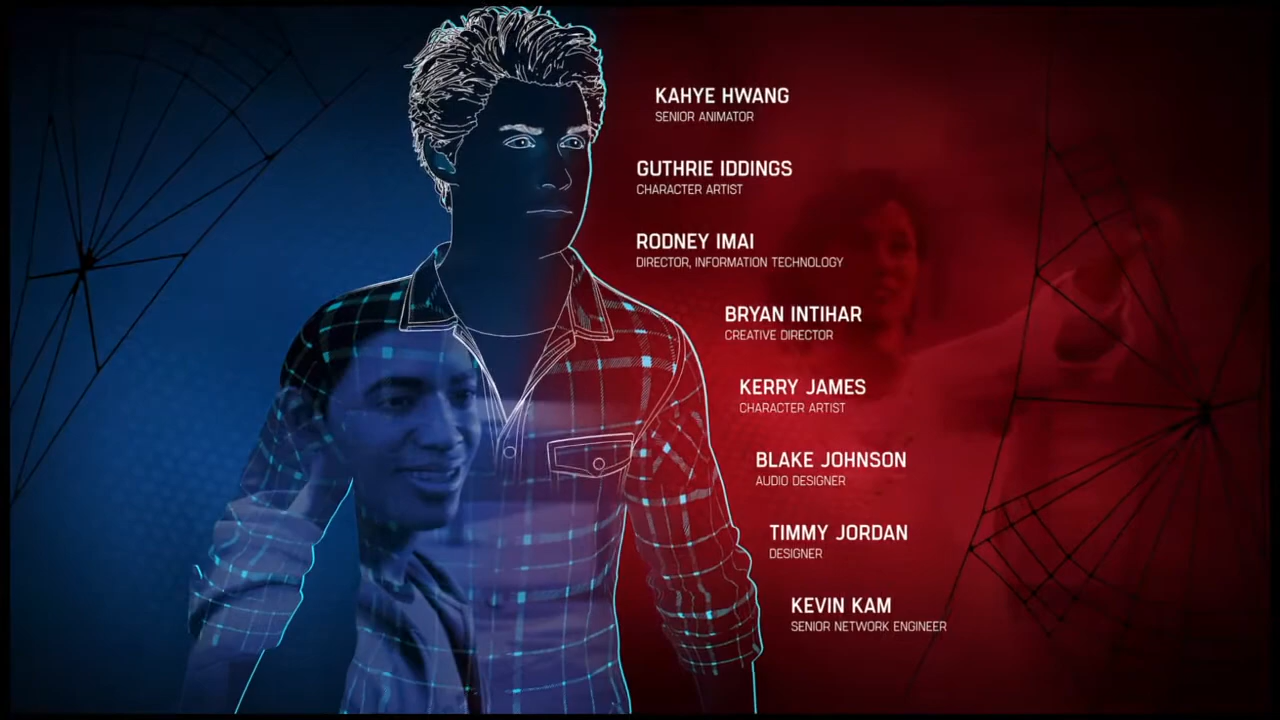 KAHYE HWANG
SENIOR ANIMATOR
GUTHRIE IDDINGS
CHARACTER ARTIST
RODNEY IMAI
DIRECTOR, INFORMATION TECHNOLOGY
BRYAN INTIHAR
CREATIVE DIRECTOR
KERRY JAMES
CHARACTER ARTIST
BLAKE JOHNSON
AUDIO DESIGNER
TIMMY JORDAN
DESIGNER
KEVIN KAM
SENIOR NETWORK ENGINEER